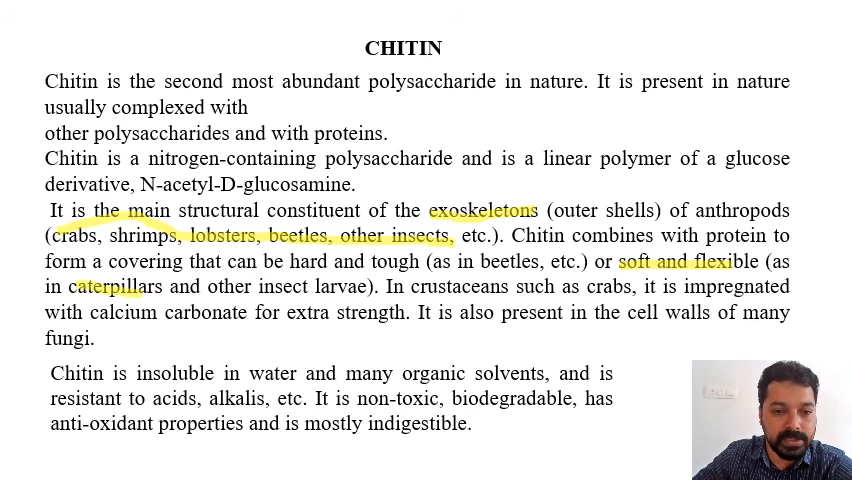 CHITIN
Chitin is the second most abundant polysaccharide in nature. It is present in nature
usually complexed with
other polysaccharides and with proteins.
Chitin is a nitrogen-containing polysaccharide and is a linear polymer of a glucose
derivative, N-acetyl-D-glucosamine.
It is the main structural constituent of the exoskeletons (outer shells) of anthropods
(crabs, shrimps, lobsters, beetles, other insects, etc.). Chitin combines with protein to
form a covering that can be hard and tough (as in beetles, etc.) or soft and flexible (as
in caterpillars and other insect larvae). In crustaceans such as crabs, it is impregnated
with calcium carbonate for extra strength. It is also present in the cell walls of many
fungi.
Chitin is insoluble in water and many organic solvents, and is
resistant to acids, alkalis, etc. It is non-toxic, biodegradable, has
anti-oxidant properties and is mostly indigestible.